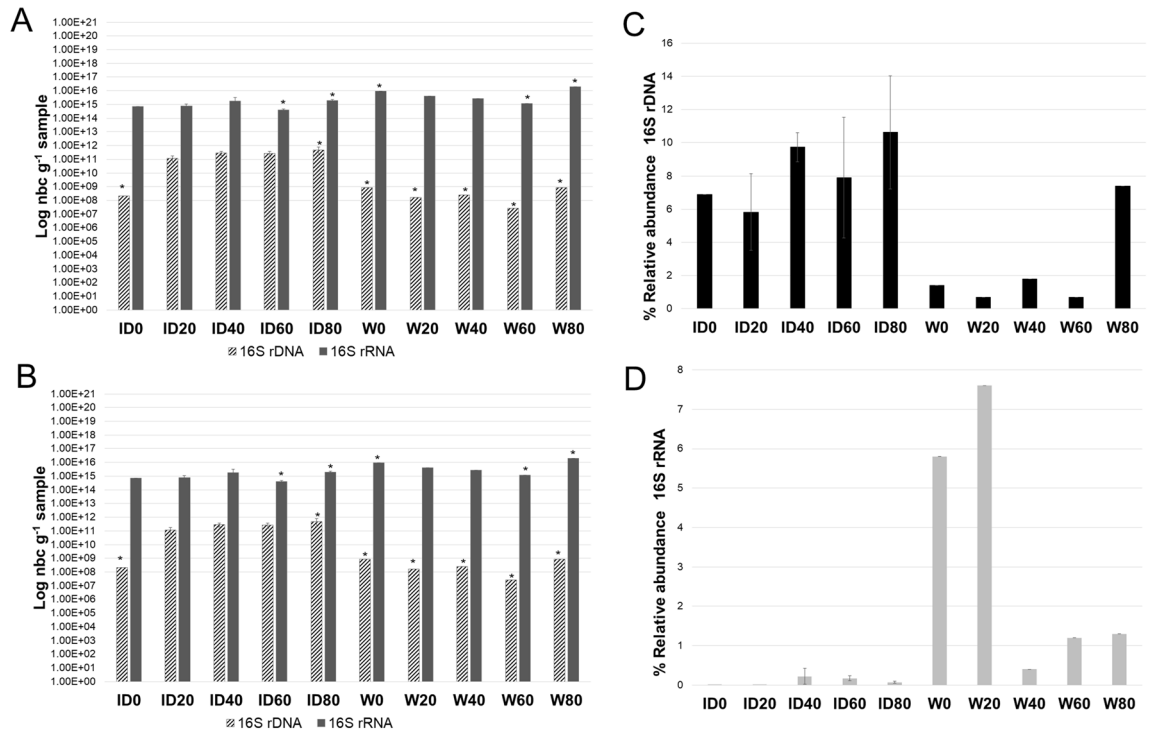 A
Log nbc g-1 sample
1.00E+21
1.00E+20
1.00E+19
1.00E+18
1.00E+17
1.00E+16
1.00E+15
1.00E+14
1.00E+13
1.00E+12
1.00E+11
1.00E+10
1.00E+09
1.00E+08
1.00E+07
1.00E+06
1.00E+05
1.00E+04
1.00E+03
1.00E+02
1.00E+01
1.00E+00
* * * * * * * * * * *
ID0 ID20 ID40 ID60 ID80 W0 W20 W40 W60 W80
16S rDNA 16S rRNA
B
Log nbc g-1 sample
1.00E+21
1.00E+20
1.00E+19
1.00E+18
1.00E+17
1.00E+16
1.00E+15
1.00E+14
1.00E+13
1.00E+12
1.00E+11
1.00E+10
1.00E+09
1.00E+08
1.00E+07
1.00E+06
1.00E+05
1.00E+04
1.00E+03
1.00E+02
1.00E+01
1.00E+00
* * * * * * * * * * * *
ID0 ID20 ID40 ID60 ID80 W0 W20 W40 W60 W80
16S rDNA 16S rRNA
C
% Relative abundance 16S rDNA
16
14
12
10
8
6
4
2
0
ID0 ID20 ID40 ID60 ID80 W0 W20 W40 W60 W80
D
% Relative abundance 16S rRNA
8
7
6
5
4
3
2
1
0
ID0 ID20 ID40 ID60 ID80 W0 W20 W40 W60 W80